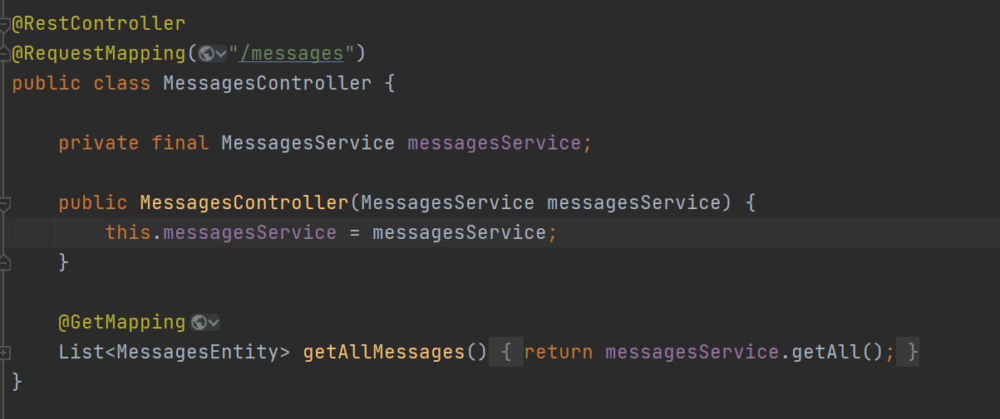 @RestController
@RequestMapping("/messages")
public class MessagesController {
private final MessagesService messagesService;
public MessagesController(MessagesService messagesService) {
this.messagesService = messagesService;
}
@GetMapping
List<MessagesEntity> getAllMessages() { return messagesService.getAll(); }
}